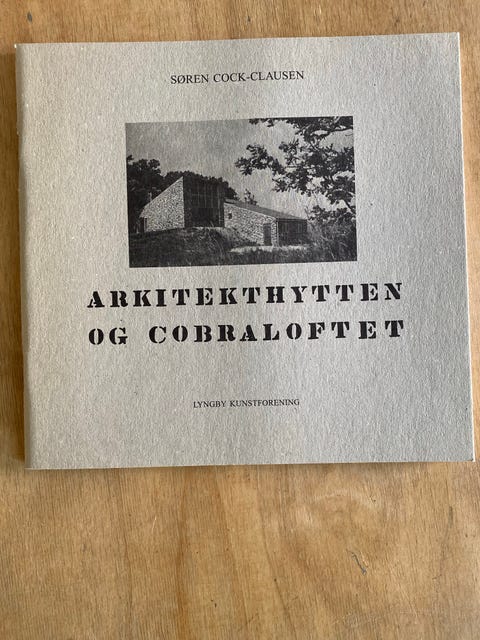 SØREN COCK-CLAUSEN
ARKITEKTHYTTEN
OG COBRALOFTET
LYNGBY KUNSTFORENING